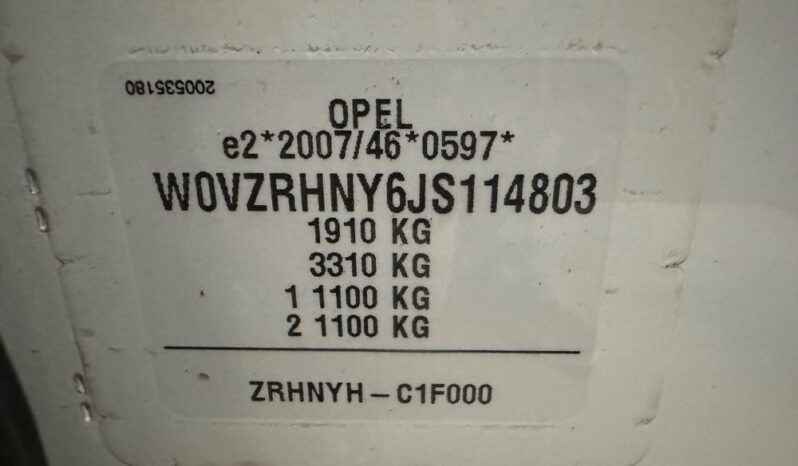 200535180
OPEL
e2*2007/46*0597*
W0VZRHNY6JS114803
1910 KG
3310 KG
1 1100 KG
2 1100 KG
ZRHNYH – C1F000